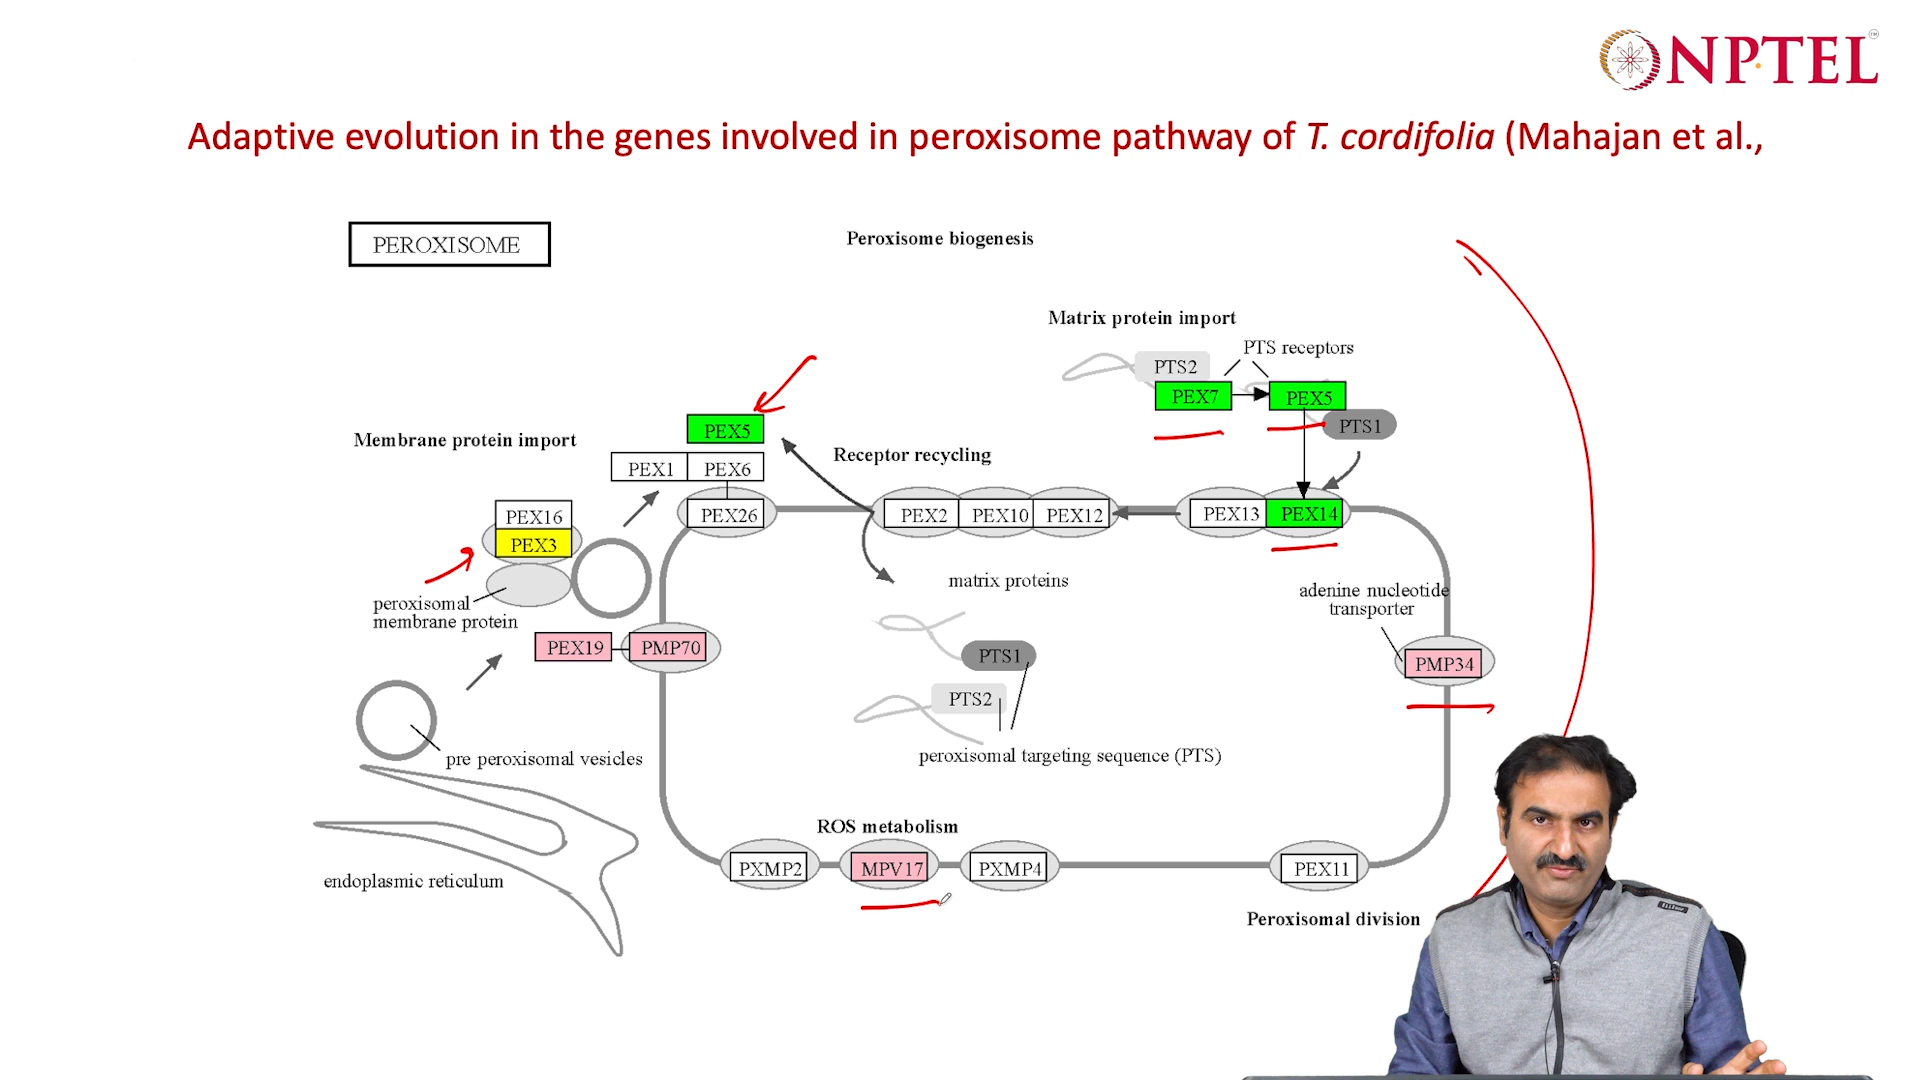 NPTEL
TM
Adaptive evolution in the genes involved in peroxisome pathway of T. cordifolia (Mahajan et al.,
PEROXISOME
Peroxisome biogenesis
Matrix protein import
PTS receptors
PTS2
PEX7
PEX5
PTS1
PEX5
Membrane protein import
Receptor recycling
PEX1
PEX6
PEX16
PEX3
PEX26
PEX2
PEX10
PEX12
PEX13
PEX14
matrix proteins
peroxisomal
membrane protein
adenine nucleotide
transporter
PEX19
PMP70
PTS1
PMP34
PTS2
pre peroxisomal vesicles
peroxisomal targeting sequence (PTS)
ROS metabolism
PXMP2
MPV17
PXMP4
PEX11
endoplasmic reticulum
Peroxisomal division